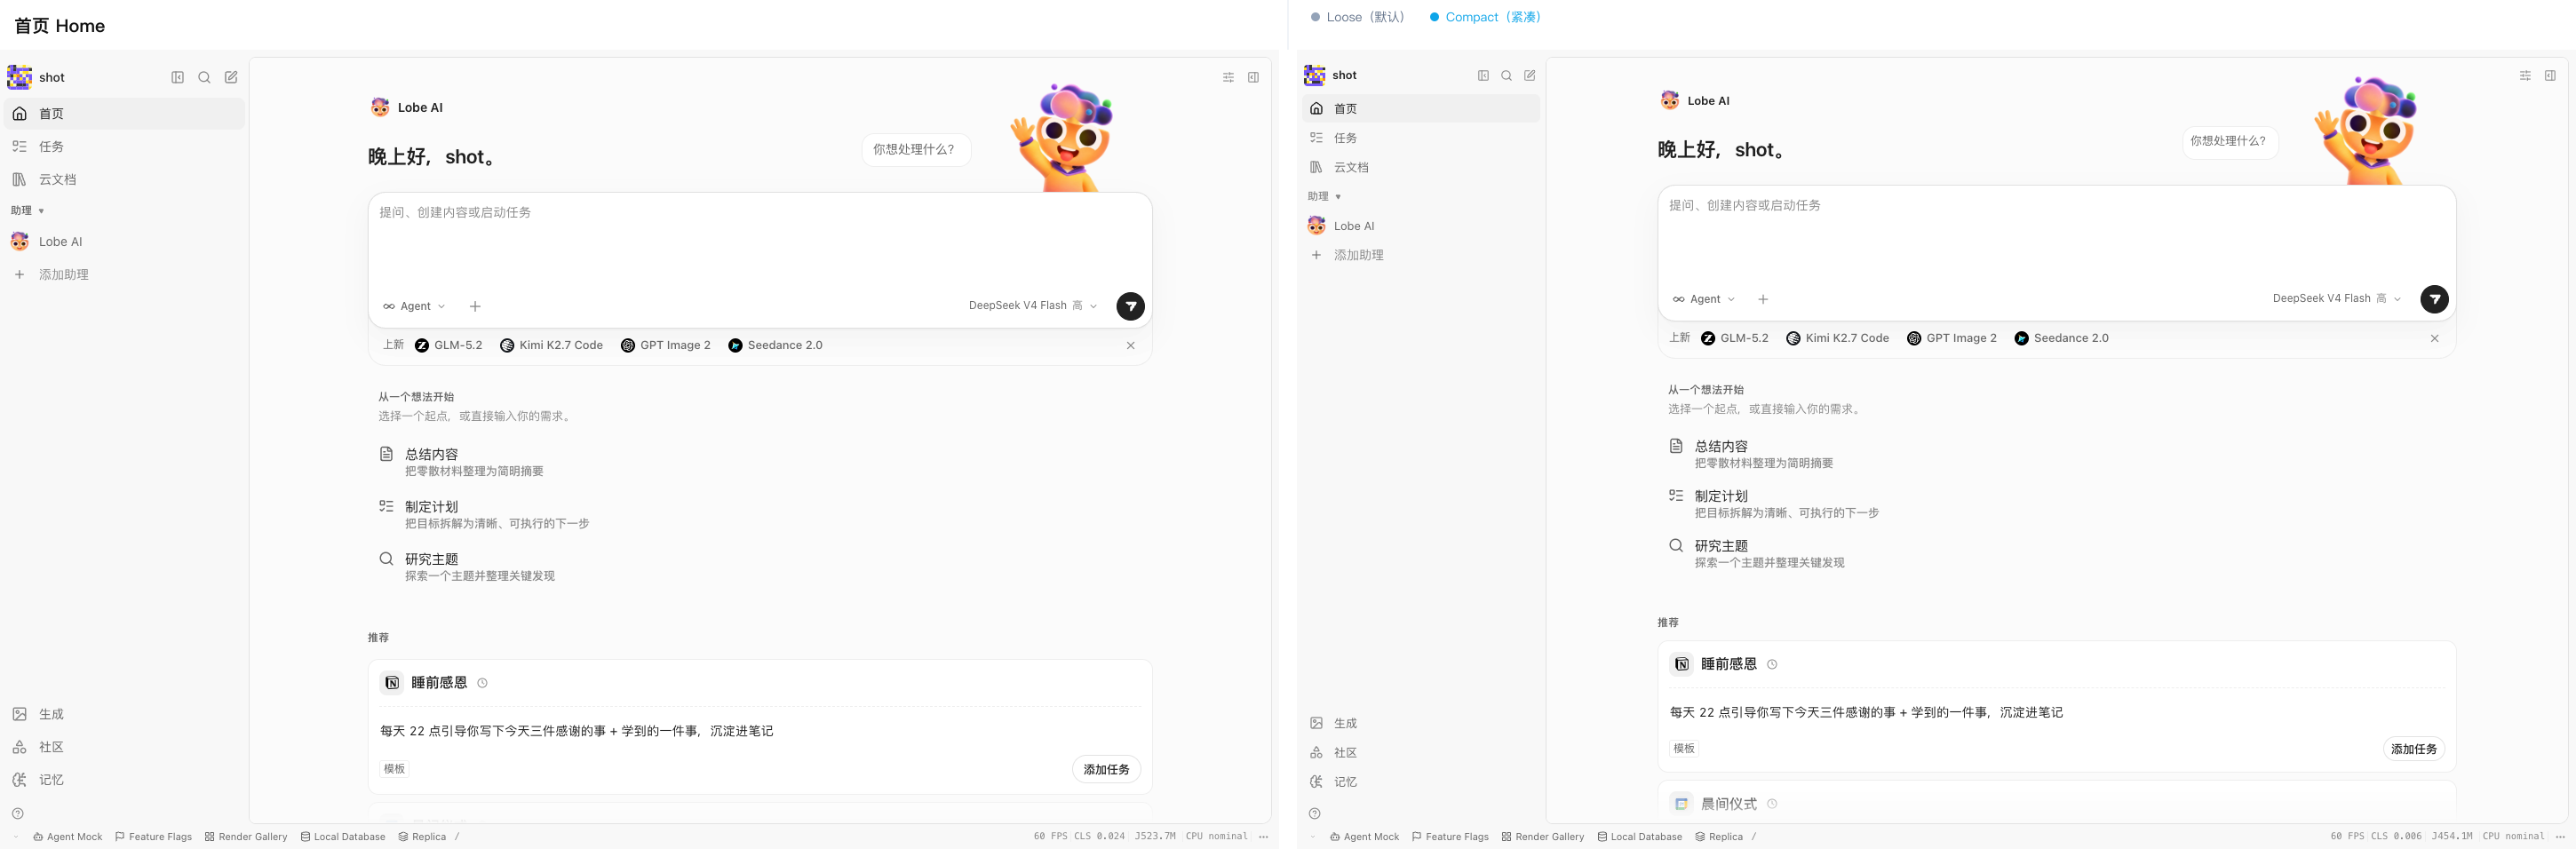 首页 Home
shot
首页
任务
云文档
助理
Lobe AI
添加助理
生成
社区
记忆
Lobe AI
晚上好，shot。
你想处理什么？
提问、创建内容或启动任务
Agent
DeepSeek V4 Flash 高
上新 GLM-5.2 Kimi K2.7 Code GPT Image 2 Seedance 2.0
从一个想法开始
选择一个起点，或直接输入你的需求。
总结内容
把零散材料整理为简明摘要
制定计划
把目标拆解为清晰、可执行的下一步
研究主题
探索一个主题并整理关键发现
推荐
睡前感恩
每天 22 点引导你写下今天三件感谢的事 + 学到的一件事，沉淀进笔记
模板
添加任务
- Agent Mock Feature Flags Render Gallery Local Database Replica /
60 FPS CLS 0.024 J523.7M CPU nominal
Loose（默认） Compact（紧凑）
shot
首页
任务
云文档
助理
Lobe AI
添加助理
生成
社区
记忆
Lobe AI
晚上好，shot。
你想处理什么？
提问、创建内容或启动任务
Agent
DeepSeek V4 Flash 高
上新 GLM-5.2 Kimi K2.7 Code GPT Image 2 Seedance 2.0
从一个想法开始
选择一个起点，或直接输入你的需求。
总结内容
把零散材料整理为简明摘要
制定计划
把目标拆解为清晰、可执行的下一步
研究主题
探索一个主题并整理关键发现
推荐
睡前感恩
每天 22 点引导你写下今天三件感谢的事 + 学到的一件事，沉淀进笔记
模板
添加任务
晨间仪式
- Agent Mock Feature Flags Render Gallery Local Database Replica /
60 FPS CLS 0.006 J454.1M CPU nominal